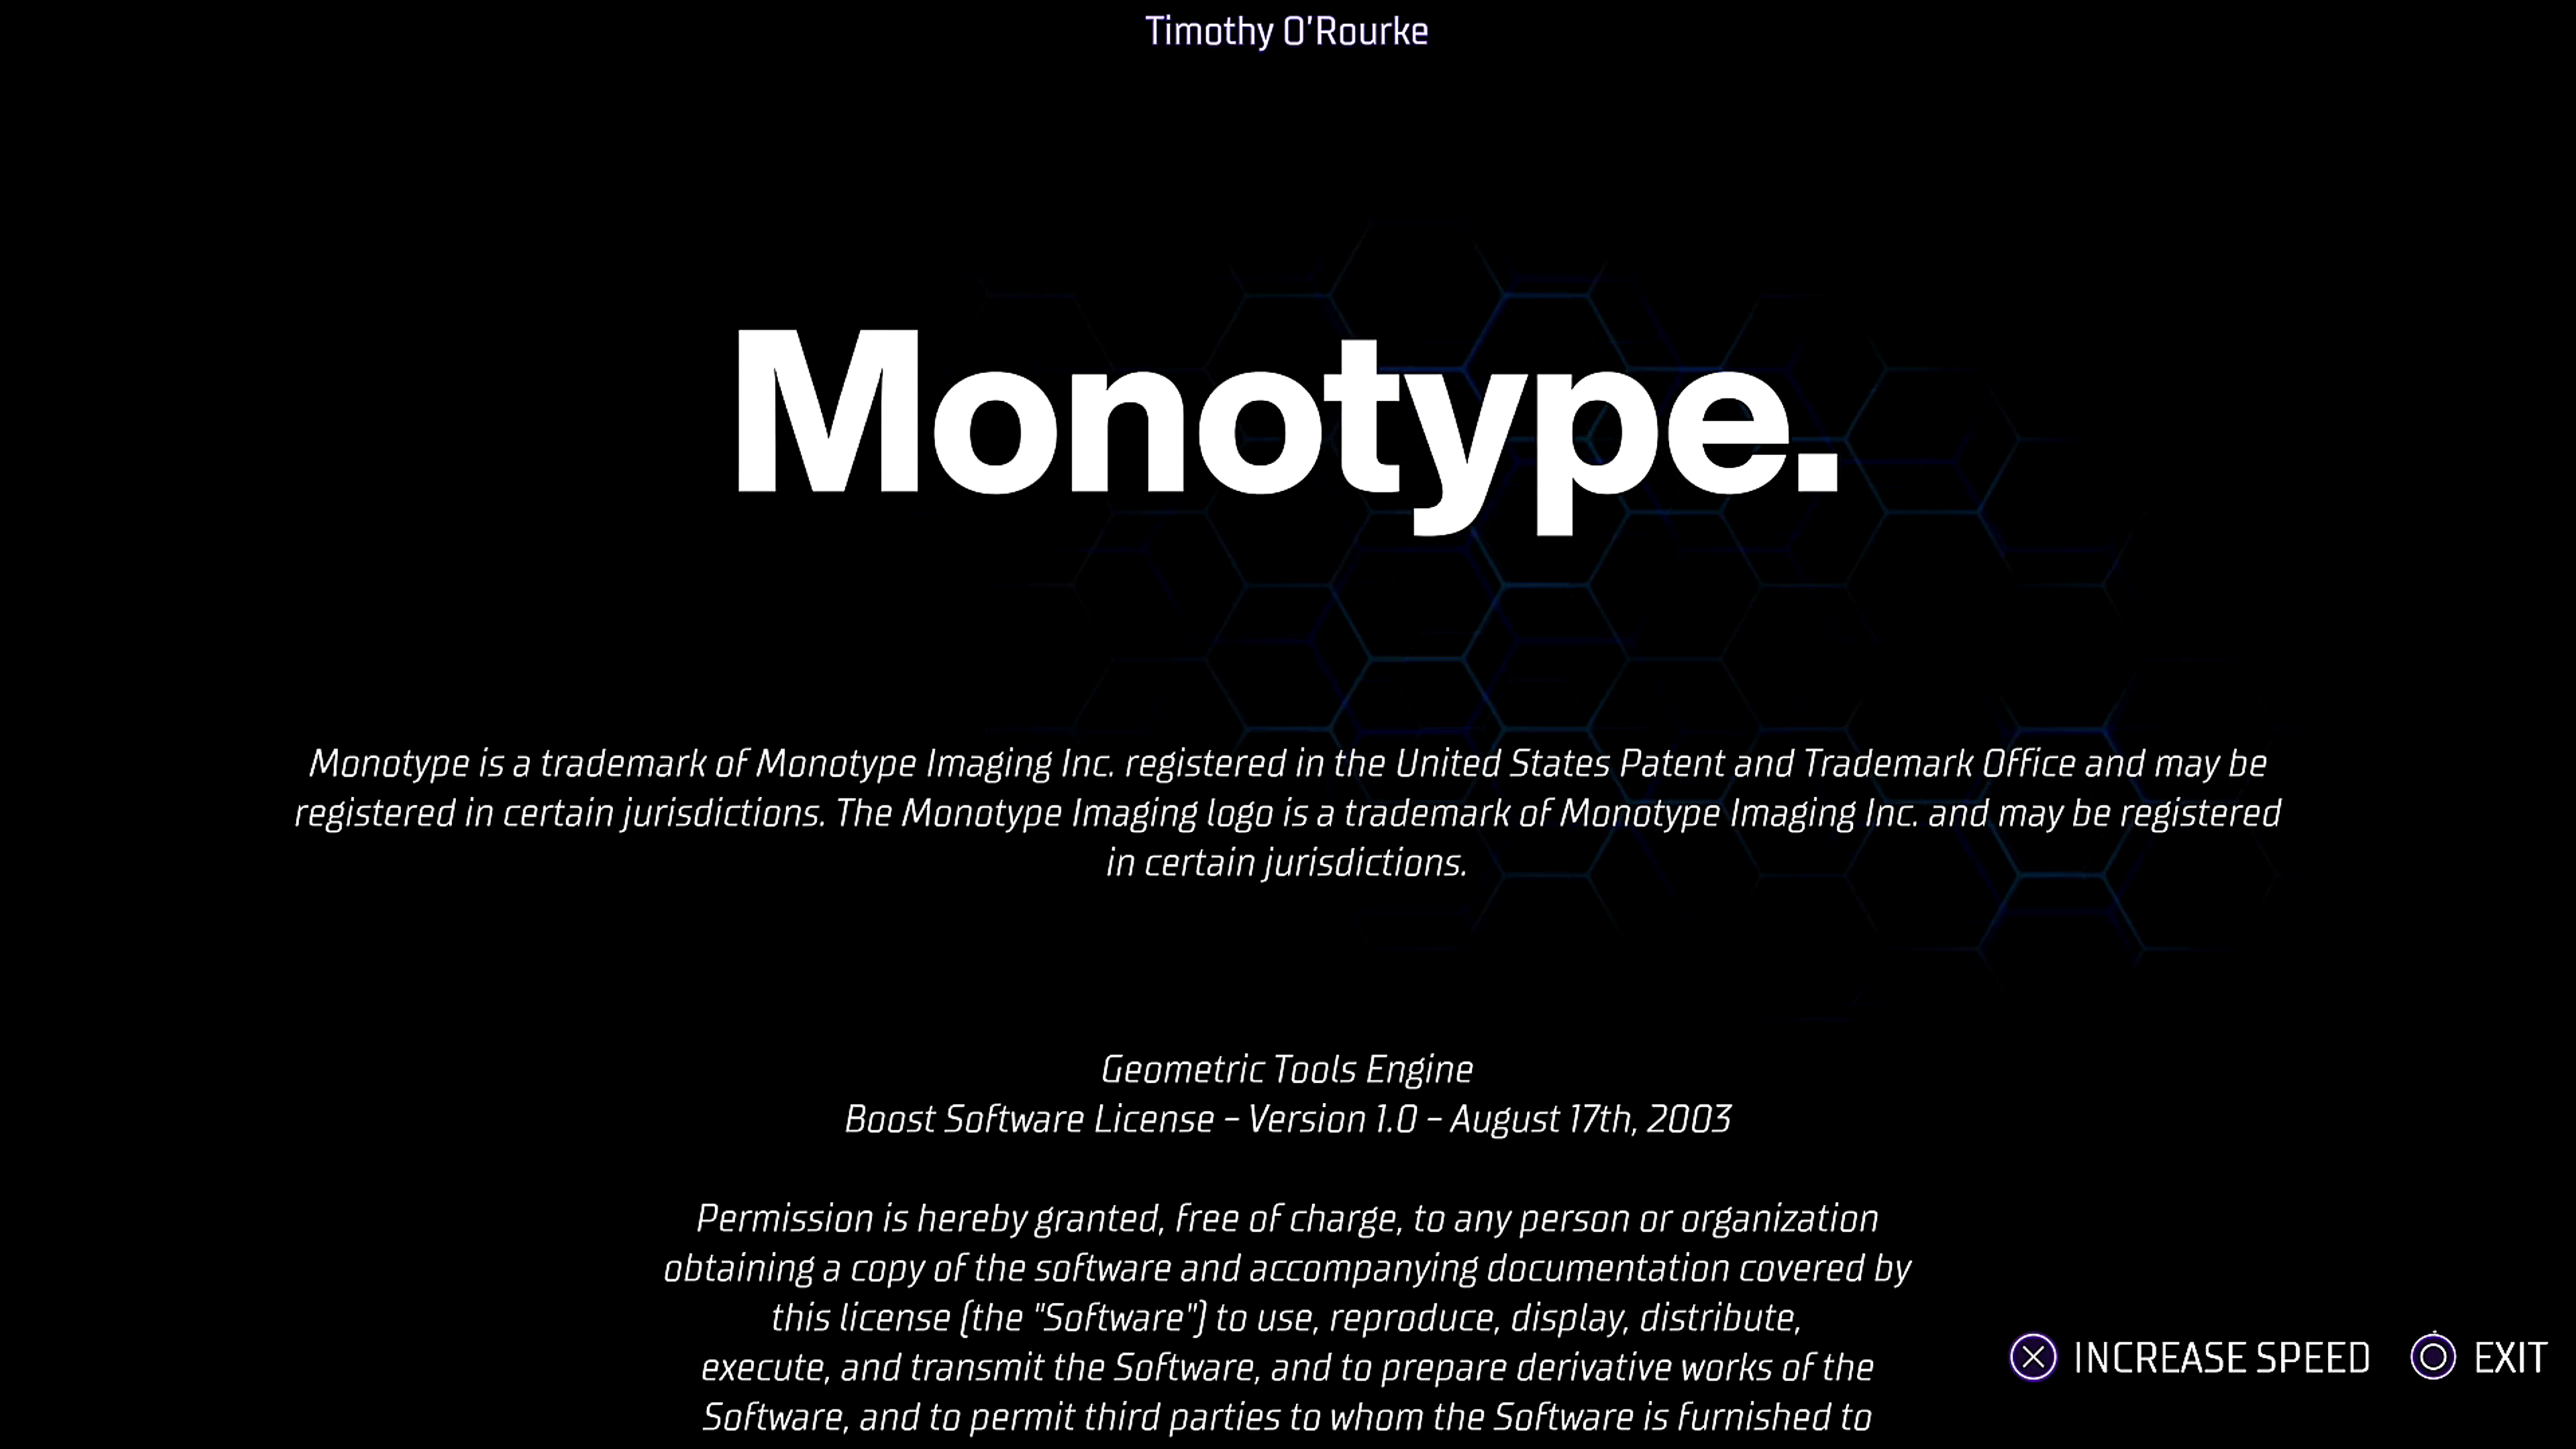 Timothy O'Rourke
Monotype.
Monotype is a trademark of Monotype Imaging Inc. registered in the United States Patent and Trademark Office and may be
registered in certain jurisdictions. The Monotype Imaging logo is a trademark of Monotype Imaging Inc. and may be registered
in certain jurisdictions.
Geometric Tools Engine
Boost Software License – Version 1.0 – August 17th, 2003
Permission is hereby granted, free of charge, to any person or organization
obtaining a copy of the software and accompanying documentation covered by
this license (the "Software") to use, reproduce, display, distribute,
execute, and transmit the Software, and to prepare derivative works of the
Software, and to permit third parties to whom the Software is furnished to
INCREASE SPEED EXIT